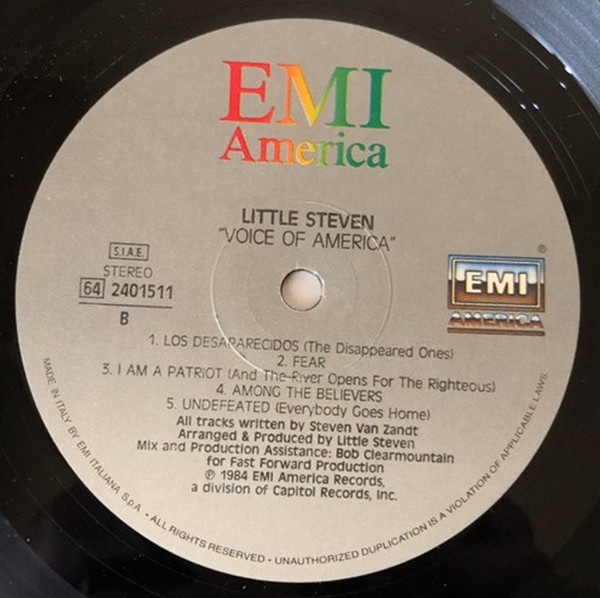 EMI
America
LITTLE STEVEN
"VOICE OF AMERICA"
S.I.A.E.
STEREO
64 2401511
B
EMI
AMERICA
®
1. LOS DESAPARECIDOS (The Disappeared Ones)
2. FEAR
3. I AM A PATRIOT (And The River Opens For The Righteous)
4. AMONG THE BELIEVERS
5. UNDEFEATED (Everybody Goes Home)
All tracks written by Steven Van Zandt
Arranged & Produced by Little Steven
Mix and Production Assistance: Bob Clearmountain
for Fast Forward Production
℗ 1984 EMI America Records,
a division of Capitol Records, Inc.
MADE IN ITALY BY EMI ITALIANA S.p.A. • ALL RIGHTS RESERVED • UNAUTHORIZED DUPLICATION IS A VIOLATION OF APPLICABLE LAWS.